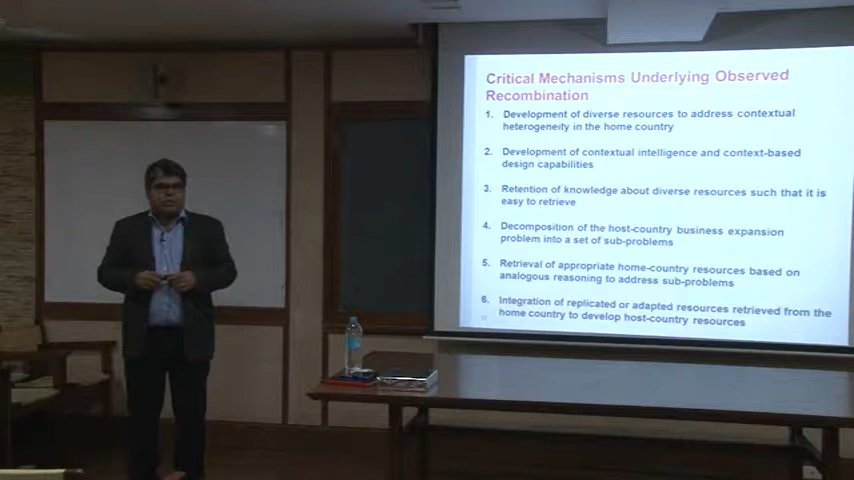 Critical Mechanisms Underlying Observed
Recombination
1. Development of diverse resources to address contextual
heterogeneity in the home country
2. Development of contextual intelligence and context-based
design capabilities
3. Retention of knowledge about diverse resources such that it is
easy to retrieve
4. Decomposition of the host-country business expansion
problem into a set of sub-problems
5. Retrieval of appropriate home-country resources based on
analogous reasoning to address sub-problems
6. Integration of replicated or adapted resources retrieved from the
home country to develop host-country resources